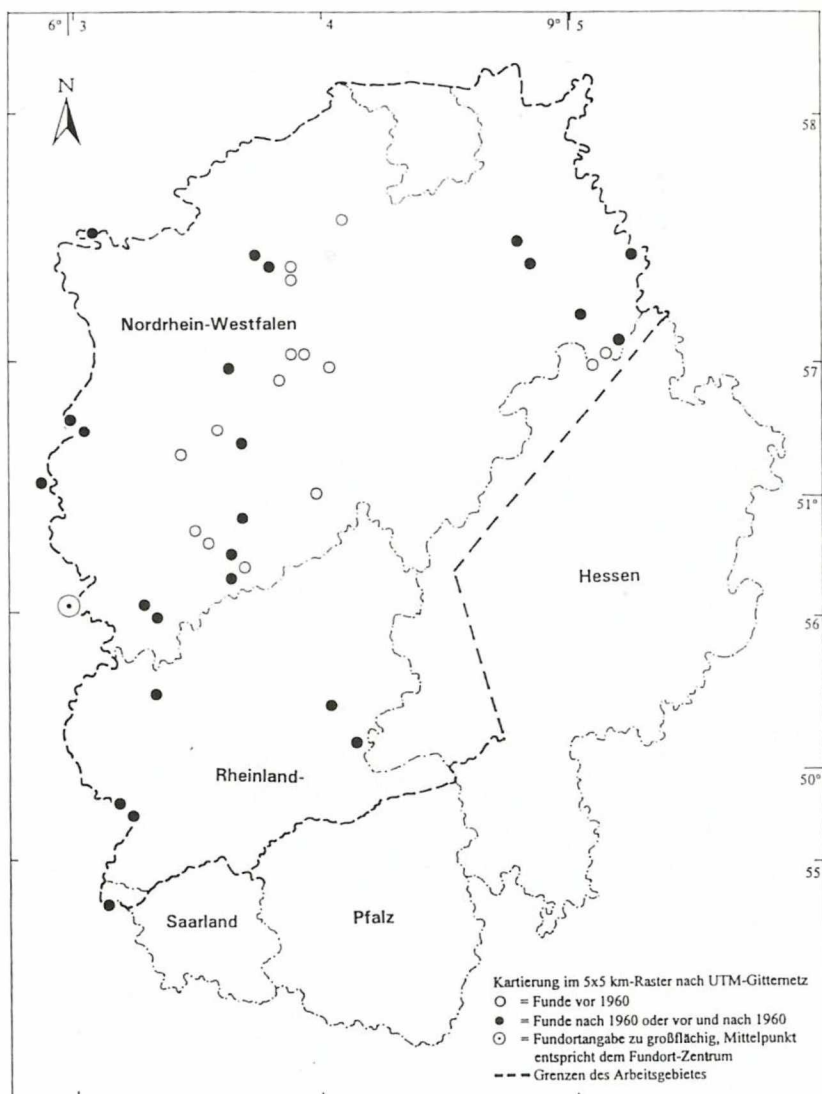 6° 3 4 9° 5
N
58
Nordrhein-Westfalen
57
51°
Hessen
56
Rheinland-
50°
55
Saarland
Pfalz
Kartierung im 5x5 km-Raster nach UTM-Gitternetz
○ = Funde vor 1960
● = Funde nach 1960 oder vor und nach 1960
⊙ = Fundortangabe zu großflächig, Mittelpunkt
entspricht dem Fundort-Zentrum
--- Grenzen des Arbeitsgebietes